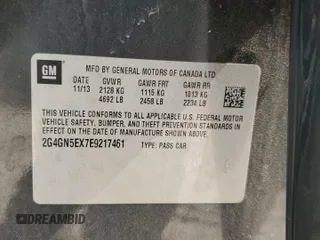 GM
MFD BY GENERAL MOTORS OF CANADA LTD
DATE GVWR GAWR FRT GAWR RR
11/13 2128 KG 1115 KG 1013 KG
4692 LB 2458 LB 2234 LB
THIS VEHICLE CONFORMS TO ALL APPLICABLE U.S. FEDERAL MOTOR
VEHICLE SAFETY, BUMPER, AND THEFT PREVENTION STANDARDS IN EFFECT
ON THE DATE OF MANUFACTURE SHOWN ABOVE.
2G4GN5EX7E9217461 TYPE: PASS CAR
DREAMBID